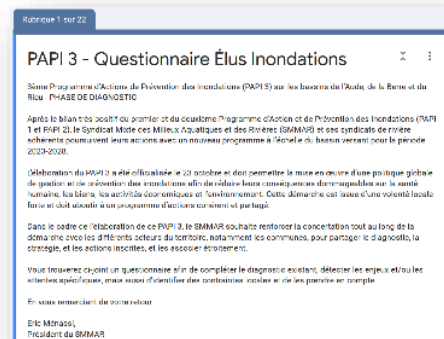 Rubrique 1 sur 22
PAPI 3 - Questionnaire Élus Inondations
3ème Programme d'Actions de Prévention des Inondations (PAPI 3) sur les bassins de l'Aude, de la Berre et du
Rieu - PHASE DE DIAGNOSTIC
Après le bilan très positif du premier et du deuxième Programme d'Action et de Prévention des Inondations (PAPI
1 et PAPI 2), le Syndicat Mixte des Milieux Aquatiques et des Rivières (SMMAR) et ses syndicats de rivière
adhérents poursuivent leurs actions avec un nouveau programme à l'échelle du bassin versant pour la période
2023-2028.
L'élaboration du PAPI 3 a été officialisée le 23 octobre et doit permettre la mise en œuvre d'une politique globale
de gestion et de prévention des inondations afin de réduire leurs conséquences dommageables sur la santé
humaine, les biens, les activités économiques et l'environnement. Cette démarche est issue d'une volonté locale
forte et doit aboutir à un programme d'actions cohérent et partagé.
Dans le cadre de l'élaboration de ce PAPI 3, le SMMAR souhaite renforcer la concertation tout au long de la
démarche avec les différents acteurs du territoire, notamment les communes, pour partager le diagnostic, la
stratégie, et les actions inscrites, et les associer étroitement.
Vous trouverez ci-joint un questionnaire afin de compléter le diagnostic existant, détecter les enjeux et/ou les
attentes spécifiques, mais aussi d'identifier des contraintes locales et de les prendre en compte.
En vous remerciant de votre retour
Eric Ménassi,
Président du SMMAR